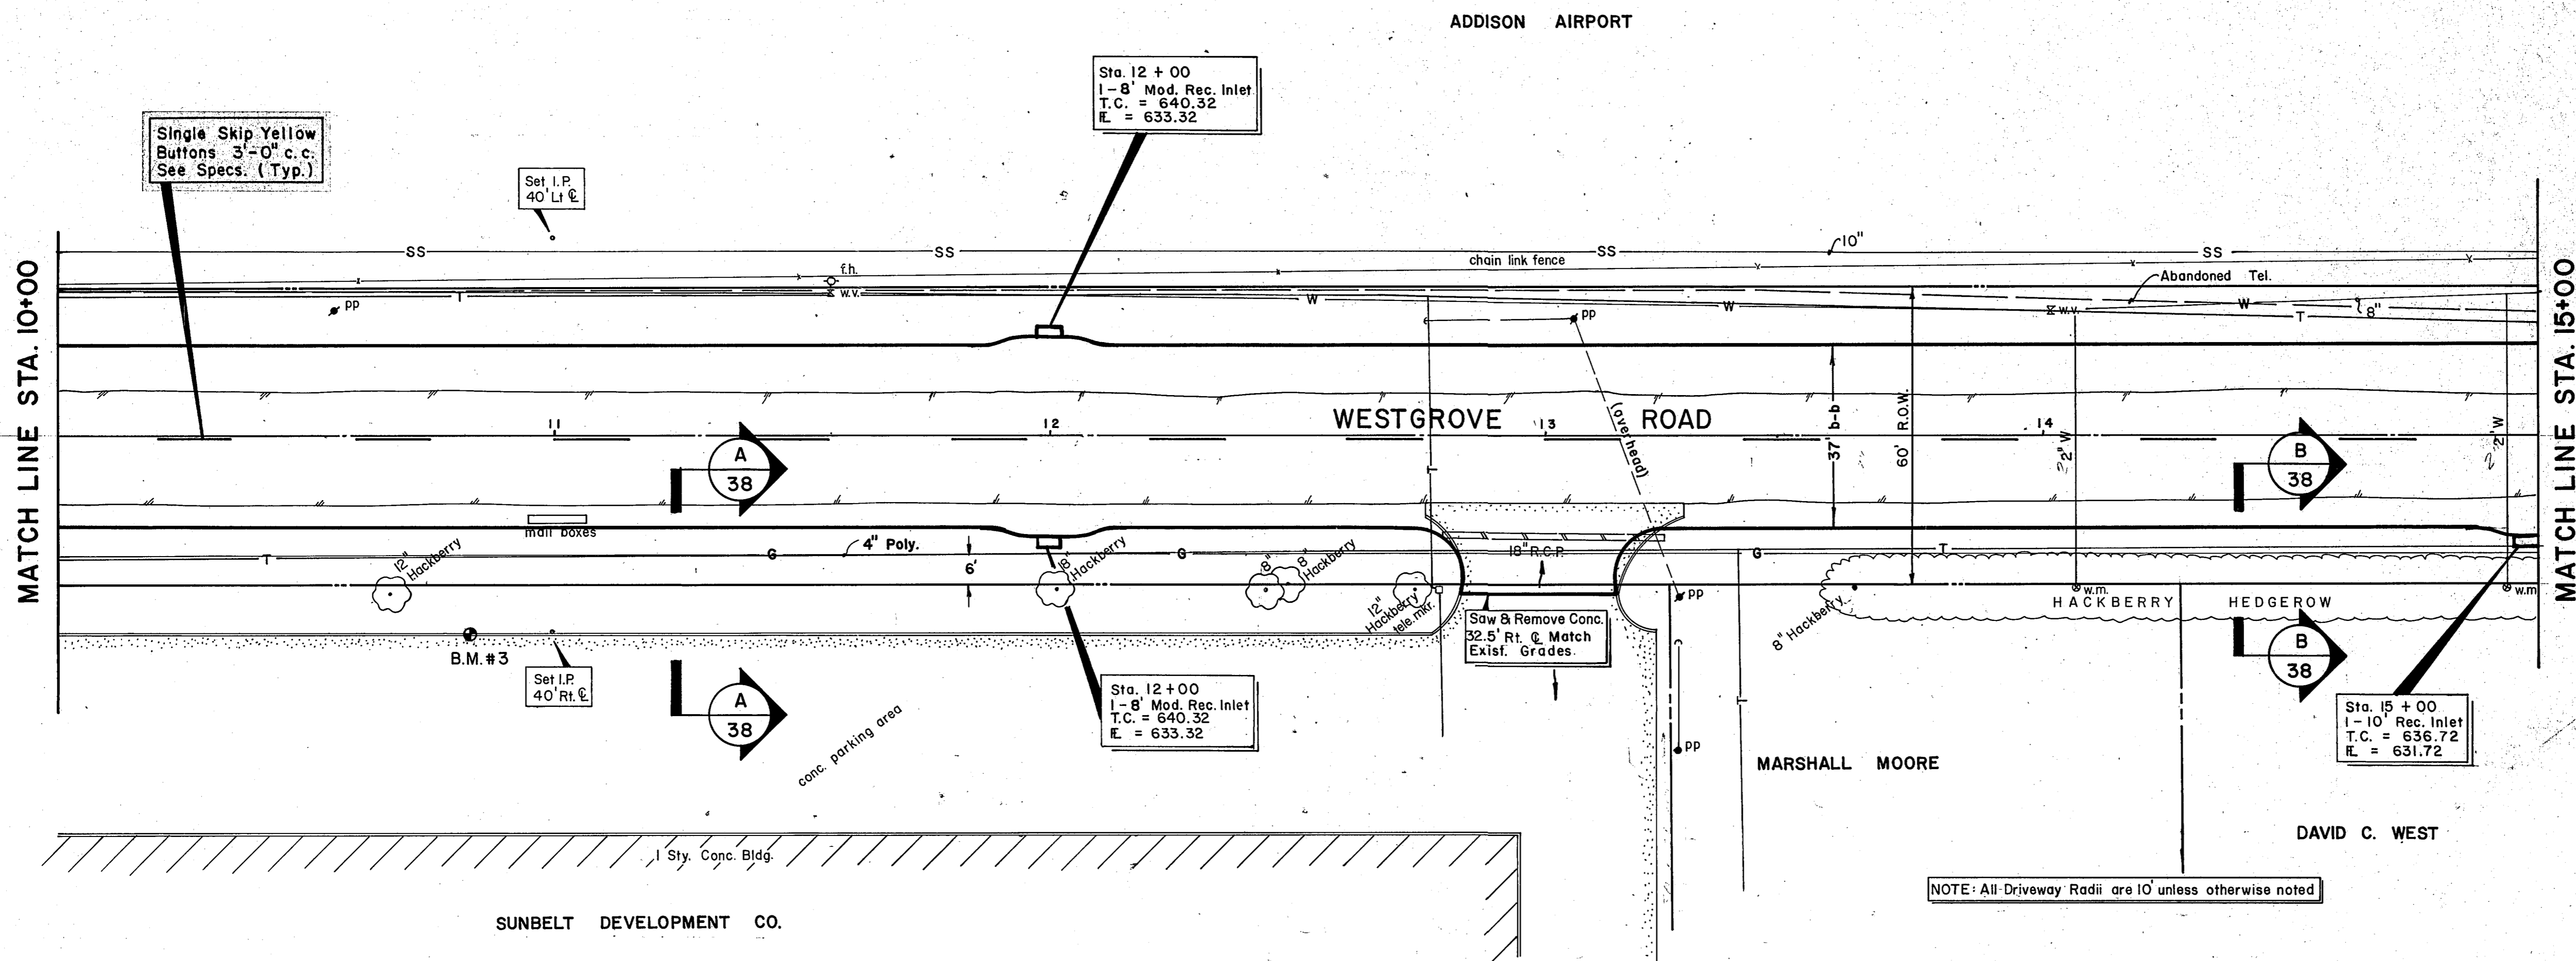 ADDISON AIRPORT
Sta. 12 + 00
1-8' Mod. Rec. Inlet
T.C. = 640.32
FL = 633.32
Single Skip Yellow
Buttons 3'-0" c.c.
See Specs. (Typ.)
Set I.P.
40' Lt ℄
MATCH LINE STA. 10+00
MATCH LINE STA. 15+00
SS
SS
SS
10"
SS
f.h.
chain link fence
Abandoned Tel.
PP
T
w.v.
W
PP
W
w.v.
W
8"
T
WESTGROVE ROAD
11
12
13
14
(overhead)
37' b-b
60' R.O.W.
2" W
2" W
A
38
B
38
T
mail boxes
T
12"
Hackberry
G
4" Poly.
6'
18"
Hackberry
G
8"
8"
Hackberry
18" R.C.P.
G
T
12"
Hackberry
tele. mkr.
PP
8" Hackberry
w.m.
HACKBERRY HEDGEROW
w.m.
B.M. #3
Set I.P.
40' Rt. ℄
Saw & Remove Conc.
32.5' Rt. ℄ Match
Exist. Grades.
A
38
B
38
conc. parking area
Sta. 12+00
1-8' Mod. Rec. Inlet
T.C. = 640.32
FL = 633.32
T
PP
MARSHALL MOORE
Sta. 15 + 00
1-10' Rec. Inlet
T.C. = 636.72
FL = 631.72
DAVID C. WEST
1 Sty. Conc. Bldg.
NOTE: All Driveway Radii are 10' unless otherwise noted
SUNBELT DEVELOPMENT CO.